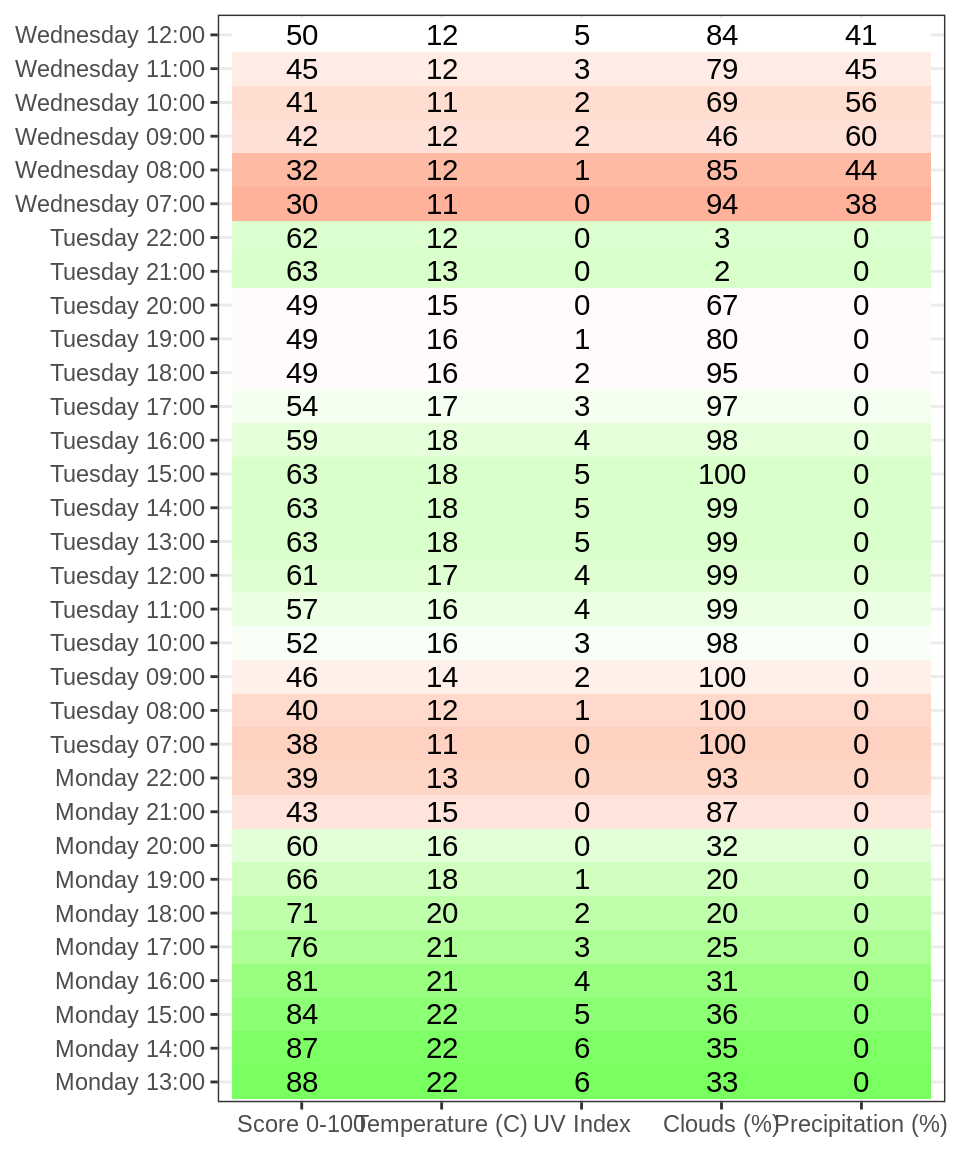 Wednesday 12:00 50 12 5 84 41
Wednesday 11:00 45 12 3 79 45
Wednesday 10:00 41 11 2 69 56
Wednesday 09:00 42 12 2 46 60
Wednesday 08:00 32 12 1 85 44
Wednesday 07:00 30 11 0 94 38
Tuesday 22:00 62 12 0 3 0
Tuesday 21:00 63 13 0 2 0
Tuesday 20:00 49 15 0 67 0
Tuesday 19:00 49 16 1 80 0
Tuesday 18:00 49 16 2 95 0
Tuesday 17:00 54 17 3 97 0
Tuesday 16:00 59 18 4 98 0
Tuesday 15:00 63 18 5 100 0
Tuesday 14:00 63 18 5 99 0
Tuesday 13:00 63 18 5 99 0
Tuesday 12:00 61 17 4 99 0
Tuesday 11:00 57 16 4 99 0
Tuesday 10:00 52 16 3 98 0
Tuesday 09:00 46 14 2 100 0
Tuesday 08:00 40 12 1 100 0
Tuesday 07:00 38 11 0 100 0
Monday 22:00 39 13 0 93 0
Monday 21:00 43 15 0 87 0
Monday 20:00 60 16 0 32 0
Monday 19:00 66 18 1 20 0
Monday 18:00 71 20 2 20 0
Monday 17:00 76 21 3 25 0
Monday 16:00 81 21 4 31 0
Monday 15:00 84 22 5 36 0
Monday 14:00 87 22 6 35 0
Monday 13:00 88 22 6 33 0
Score 0-100 Temperature (C) UV Index Clouds (%) Precipitation (%)